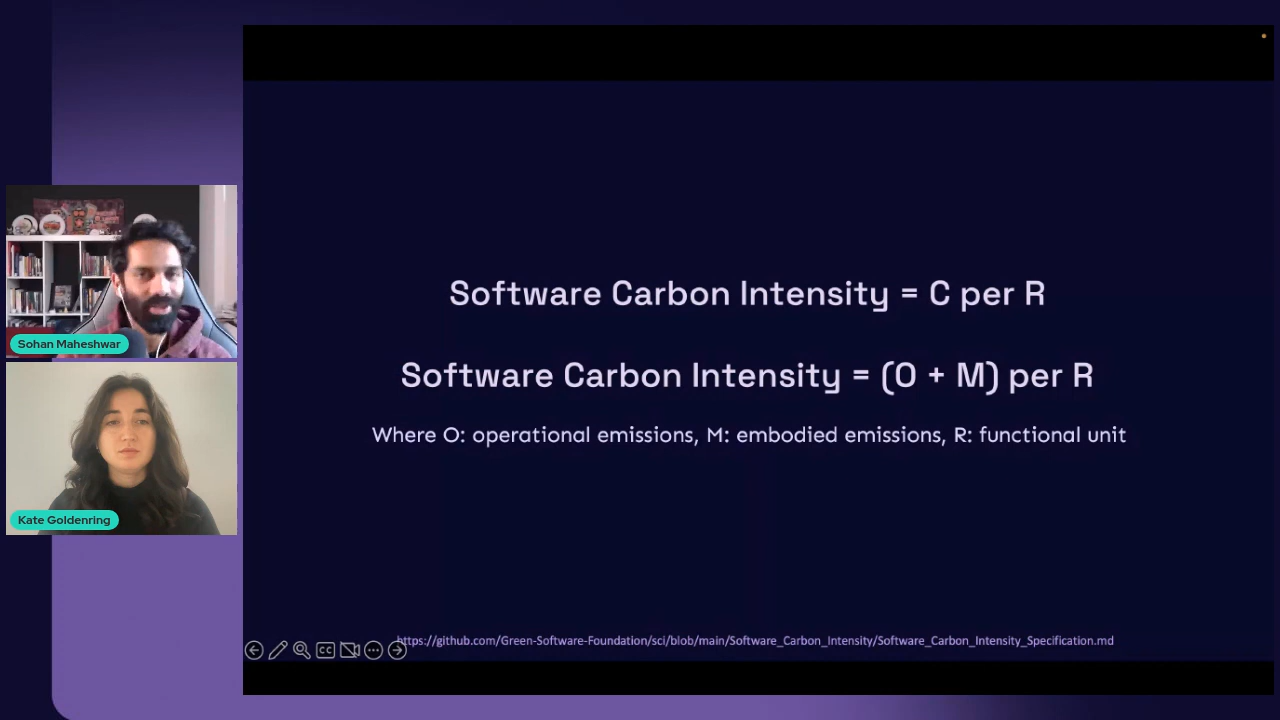 Software Carbon Intensity = C per R
Software Carbon Intensity = (O + M) per R
Where O: operational emissions, M: embodied emissions, R: functional unit
https://github.com/Green-Software-Foundation/sci/blob/main/Software_Carbon_Intensity/Software_Carbon_Intensity_Specification.md
CC
Sohan Maheshwar
Kate Goldenring